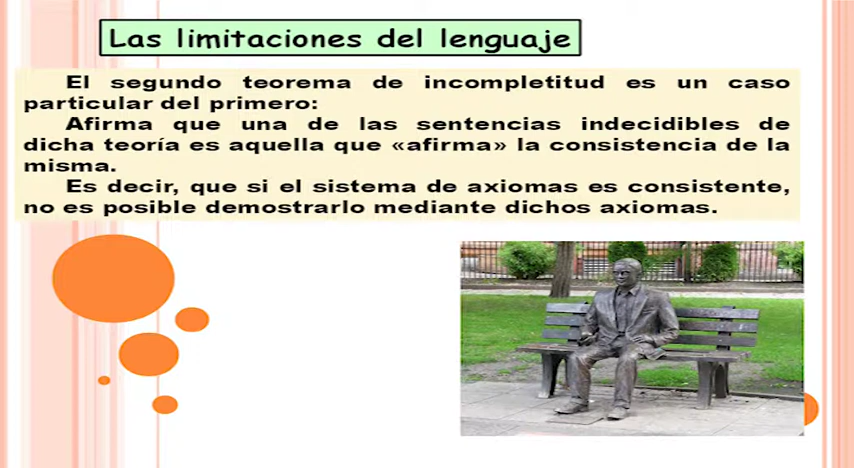 Las limitaciones del lenguaje
El segundo teorema de incompletitud es un caso
particular del primero:
Afirma que una de las sentencias indecidibles de
dicha teoría es aquella que «afirma» la consistencia de la
misma.
Es decir, que si el sistema de axiomas es consistente,
no es posible demostrarlo mediante dichos axiomas.